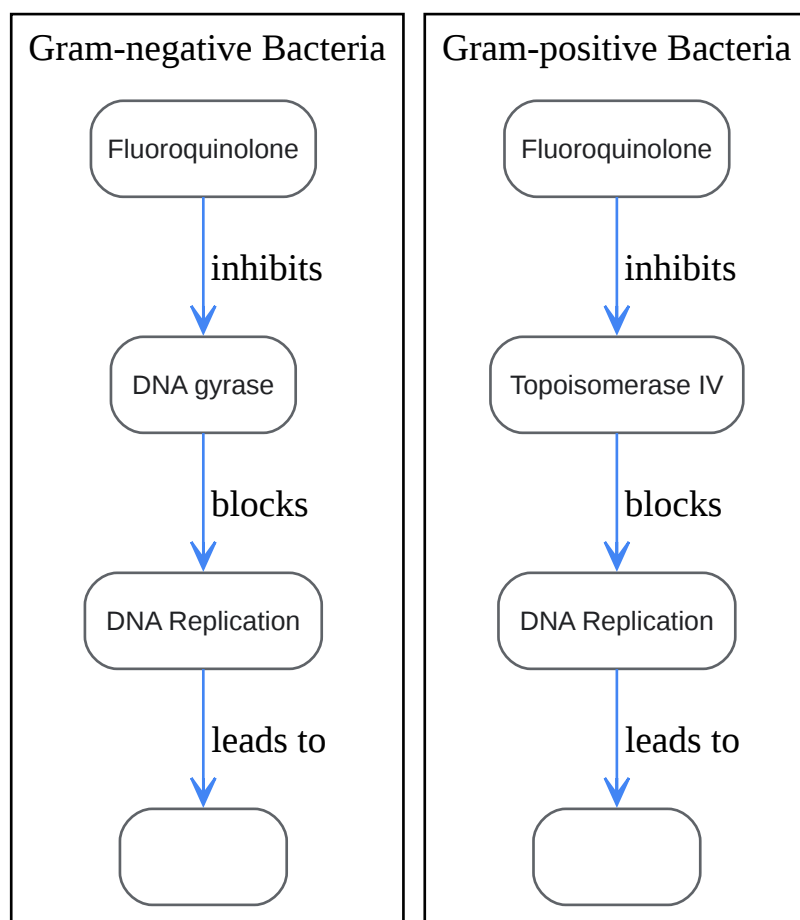 Gram-negative Bacteria
Fluoroquinolone
inhibits
DNA gyrase
blocks
DNA Replication
leads to
Gram-positive Bacteria
Fluoroquinolone
inhibits
Topoisomerase IV
blocks
DNA Replication
leads to